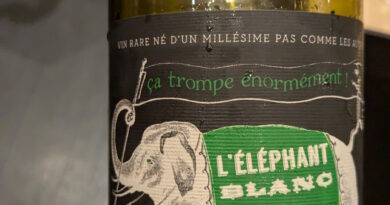 VIN RARE NÉ D'UN MILLÉSIME PAS COMME LES
ça trompe énormément !
L'ÉLÉPHANT
BLANC